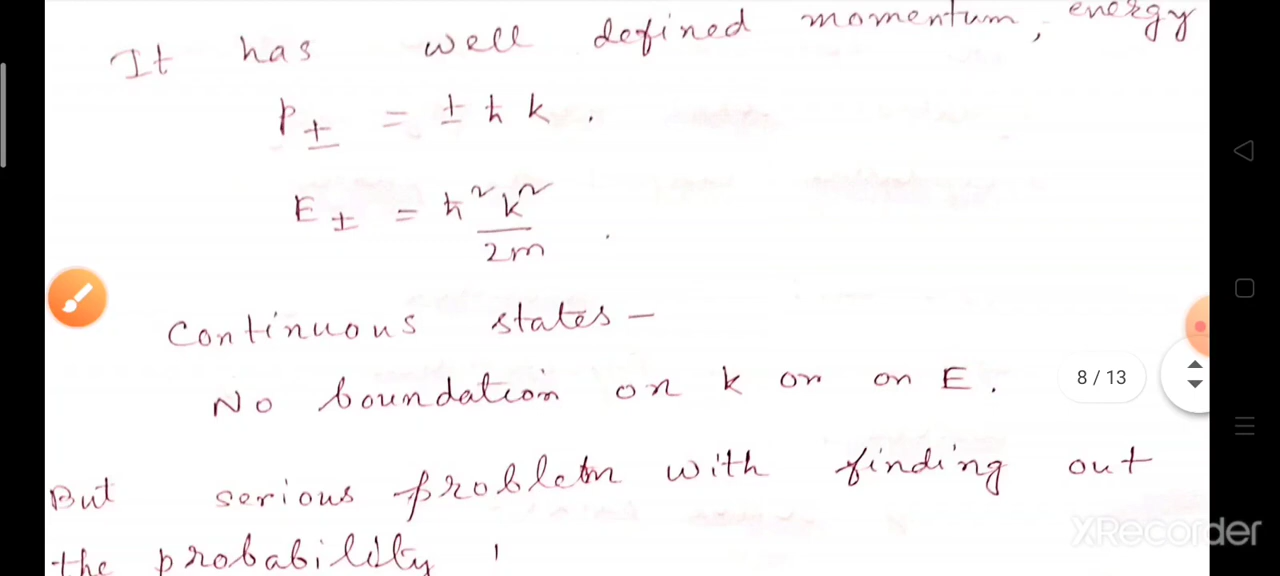 It has well defined momentum, energy
P± = ± ħ k.
E± = ħ²k²
2m
.
Continuous states —
No boundation on k or on E.
8 / 13
But serious problem with finding out
the probability
XRecorder